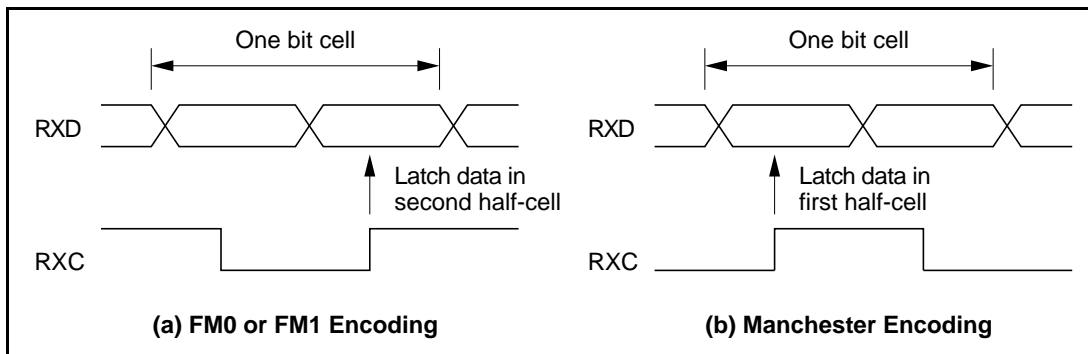 One bit cell
RXD
Latch data in
second half-cell
RXC
(a) FM0 or FM1 Encoding
One bit cell
RXD
Latch data in
first half-cell
RXC
(b) Manchester Encoding